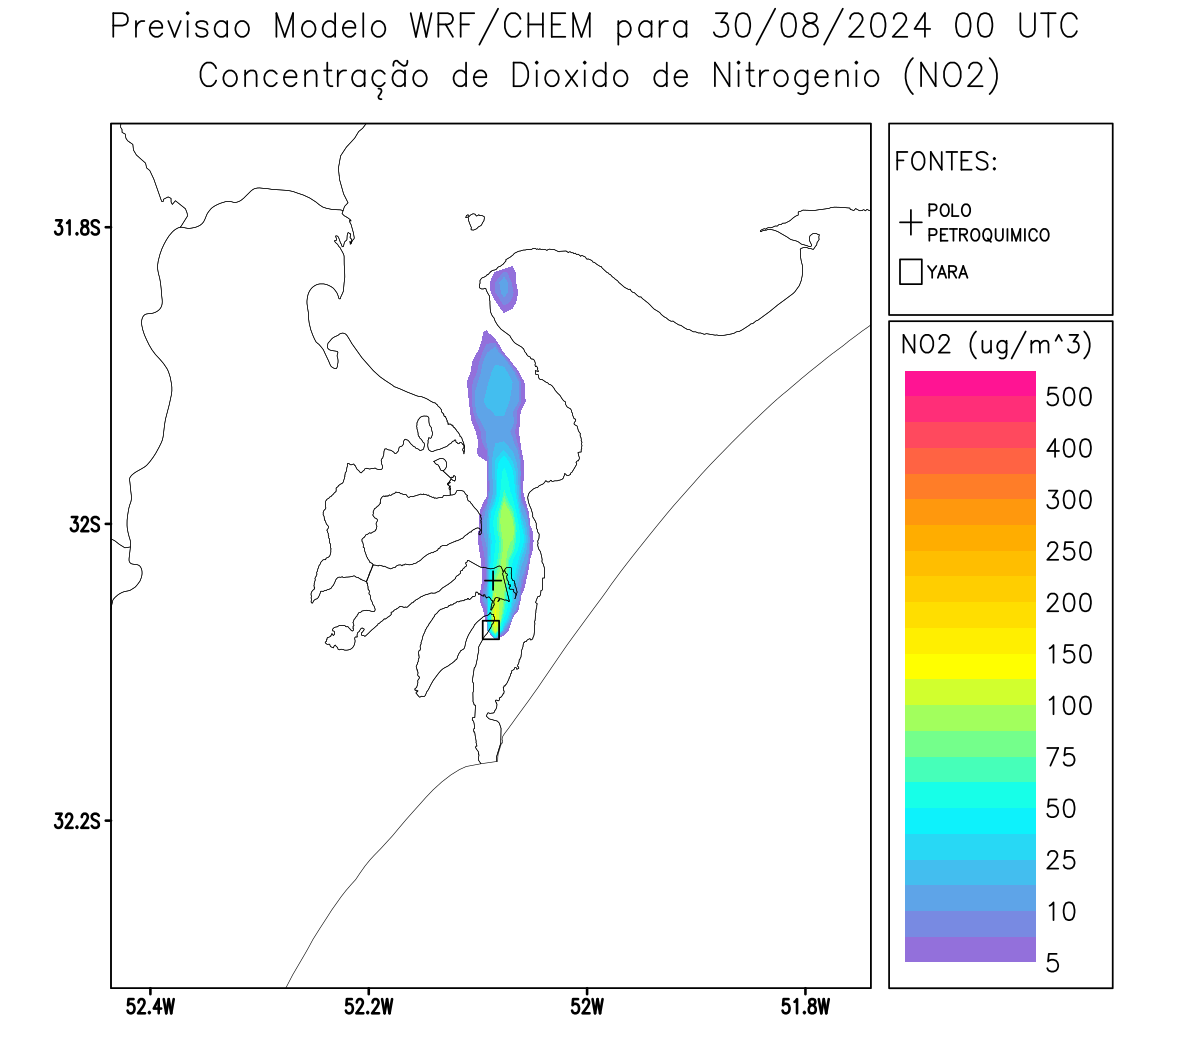 Previsao Modelo WRF/CHEM para 30/08/2024 00 UTC
Concentração de Dioxido de Nitrogenio (NO2)
FONTES:
POLO
PETROQUIMICO
YARA
NO2 (ug/m^3)
500
400
300
250
200
150
100
75
50
25
10
5
31.8S
32S
32.2S
52.4W
52.2W
52W
51.8W